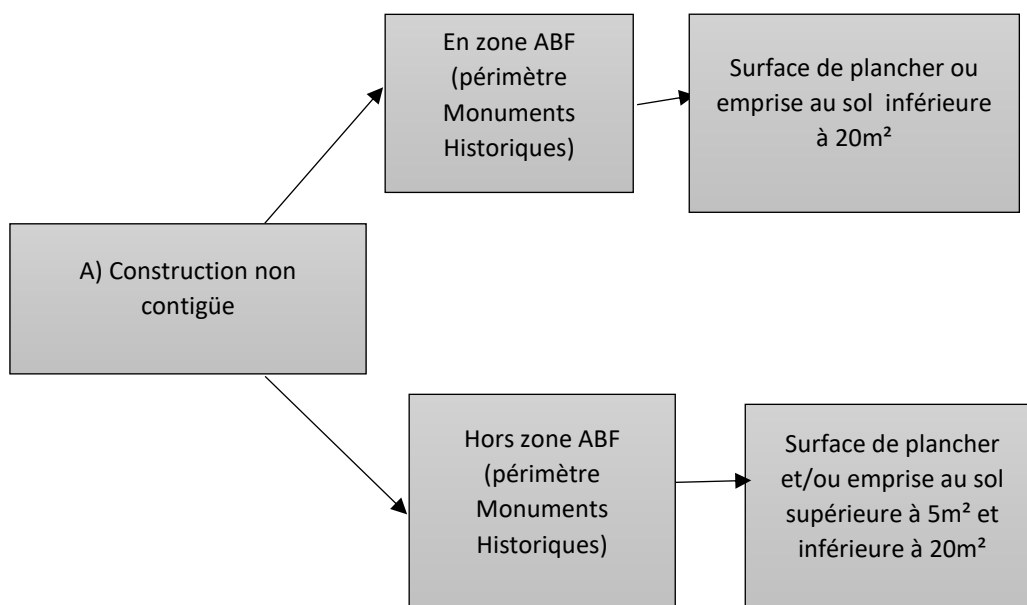 En zone ABF
(périmètre
Monuments
Historiques)
Surface de plancher ou
emprise au sol  inférieure
à 20m²
A) Construction non
contigüe
Hors zone ABF
(périmètre
Monuments
Historiques)
Surface de plancher
et/ou emprise au sol
supérieure à 5m² et
inférieure à 20m²